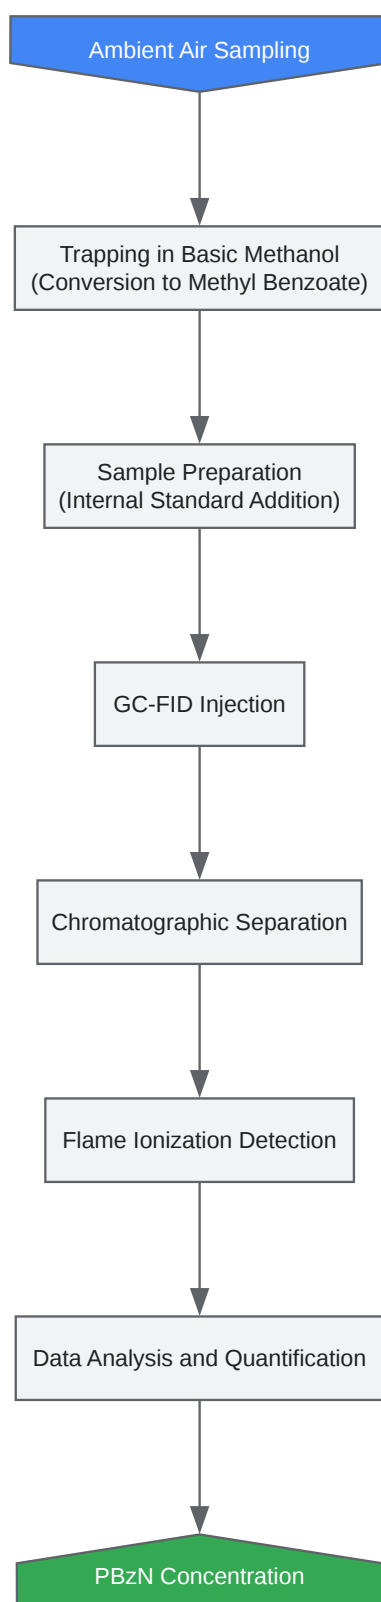 Ambient Air Sampling
Trapping in Basic Methanol
(Conversion to Methyl Benzoate)
Sample Preparation
(Internal Standard Addition)
GC-FID Injection
Chromatographic Separation
Flame Ionization Detection
Data Analysis and Quantification
PBzN Concentration